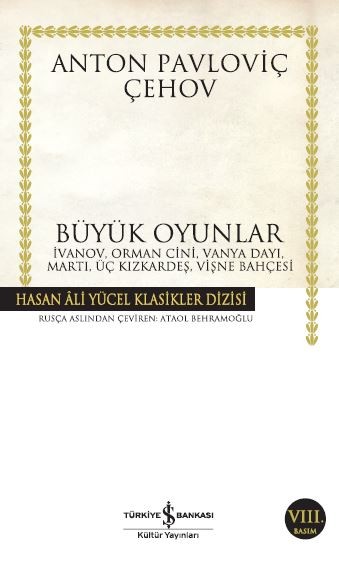 ANTON PAVLOVİÇ
ÇEHOV
BÜYÜK OYUNLAR
İVANOV, ORMAN CİNİ, VANYA DAYI,
MARTI, ÜÇ KIZKARDEŞ, VİŞNE BAHÇESİ
HASAN ÂLİ YÜCEL KLASİKLER DİZİSİ
RUSÇA ASLINDAN ÇEVİREN: ATAOL BEHRAMOĞLU
TÜRKİYE İŞ BANKASI
Kültür Yayınları
VIII.
BASIM